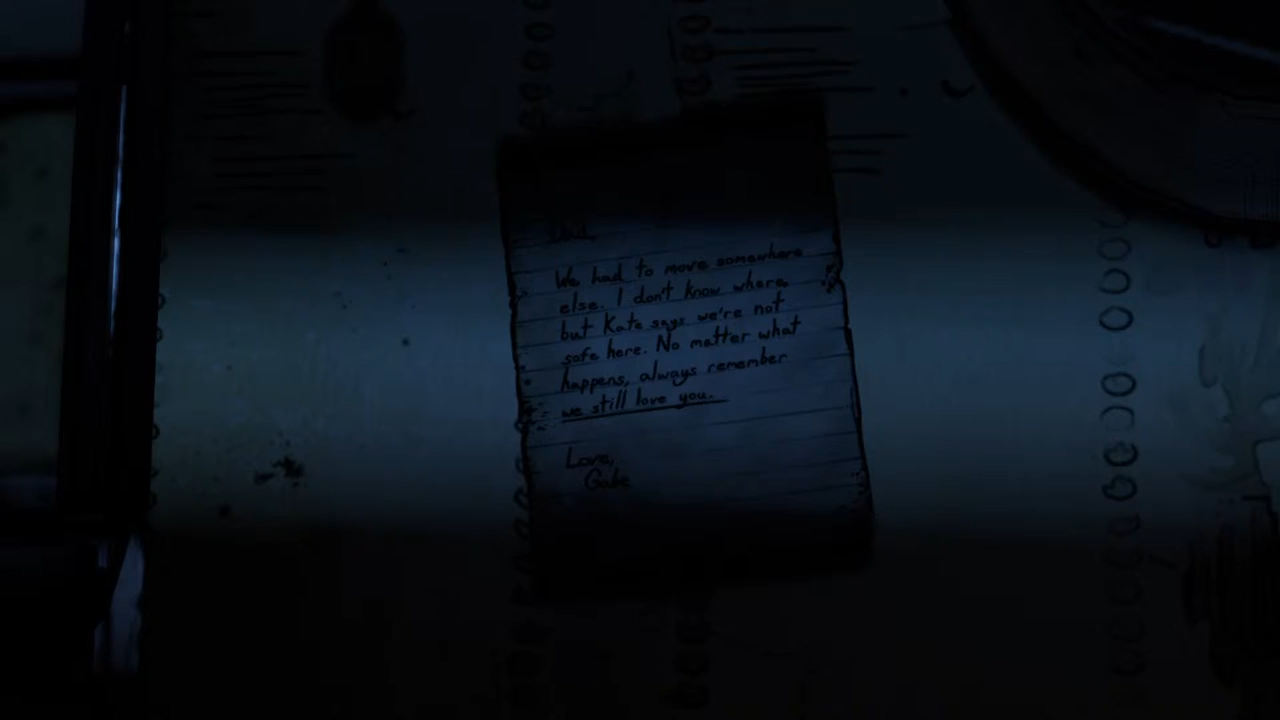 Dad,
We had to move somewhere
else. I don't know where
but Kate says we're not
safe here. No matter what
happens, always remember
we still love you.
Love,
Gabe